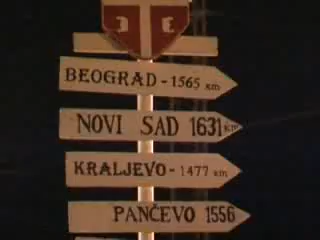 BEOGRAD - 1565 KM
NOVI SAD 1631 KM
KRALJEVO - 1477 KM
PANČEVO 1556